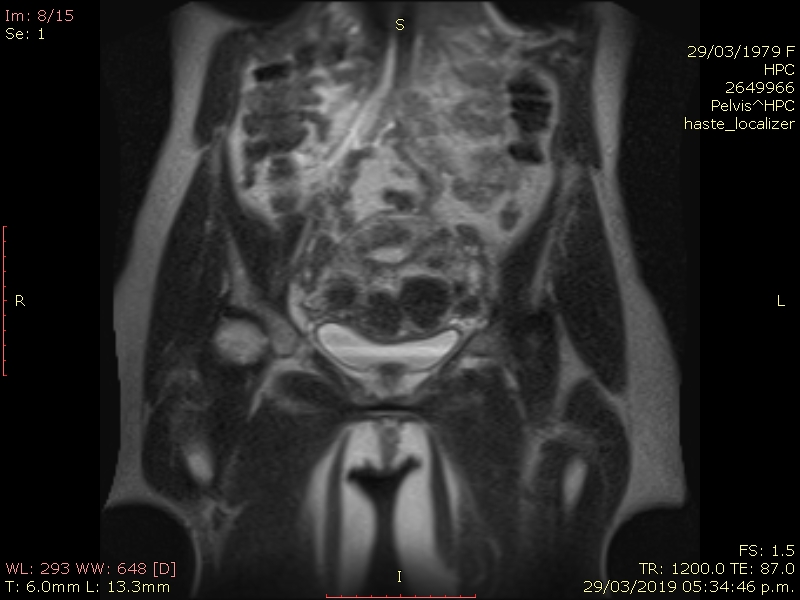 Im: 8/15
Se: 1
S
29/03/1979 F
HPC
2649966
Pelvis^HPC
haste_localizer
R
L
WL: 293 WW: 648 [D]
T: 6.0mm L: 13.3mm
I
FS: 1.5
TR: 1200.0 TE: 87.0
29/03/2019 05:34:46 p.m.